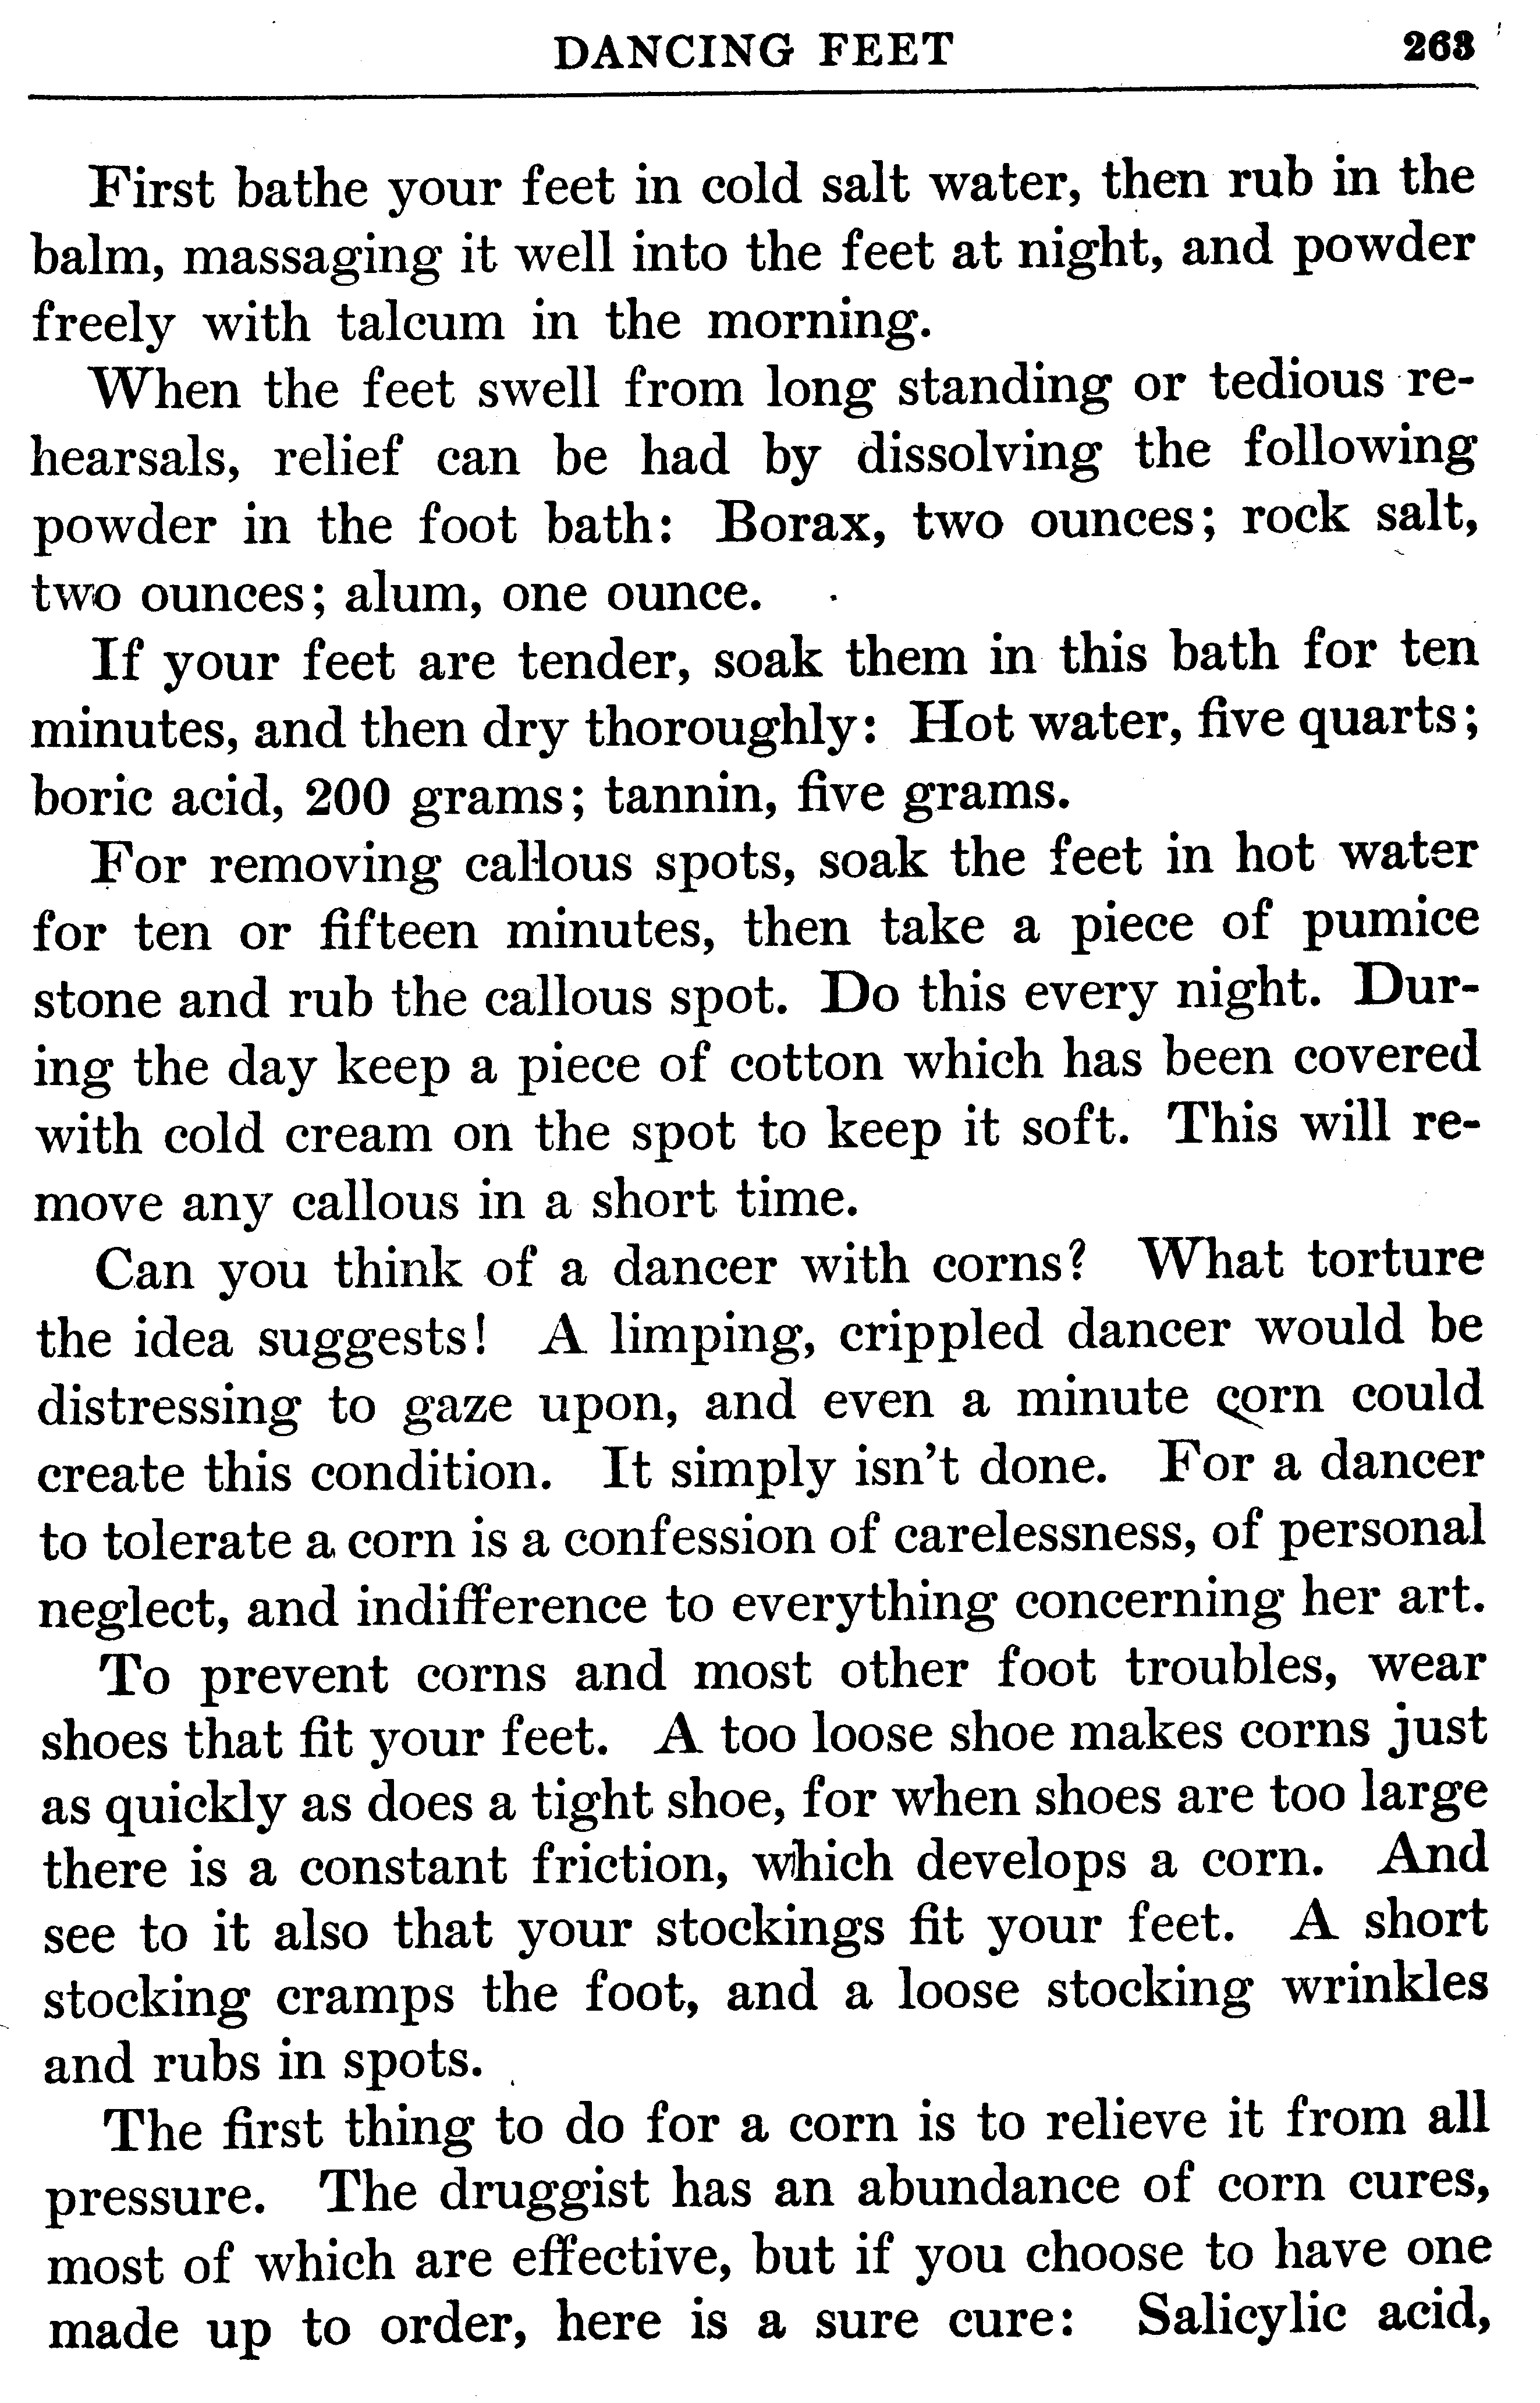 DANCING FEET 263
First bathe your feet in cold salt water, then rub in the
balm, massaging it well into the feet at night, and powder
freely with talcum in the morning.
When the feet swell from long standing or tedious re-
hearsals, relief can be had by dissolving the following
powder in the foot bath: Borax, two ounces; rock salt,
two ounces; alum, one ounce.
If your feet are tender, soak them in this bath for ten
minutes, and then dry thoroughly: Hot water, five quarts;
boric acid, 200 grams; tannin, five grams.
For removing callous spots, soak the feet in hot water
for ten or fifteen minutes, then take a piece of pumice
stone and rub the callous spot. Do this every night. Dur-
ing the day keep a piece of cotton which has been covered
with cold cream on the spot to keep it soft. This will re-
move any callous in a short time.
Can you think of a dancer with corns? What torture
the idea suggests! A limping, crippled dancer would be
distressing to gaze upon, and even a minute corn could
create this condition. It simply isn't done. For a dancer
to tolerate a corn is a confession of carelessness, of personal
neglect, and indifference to everything concerning her art.
To prevent corns and most other foot troubles, wear
shoes that fit your feet. A too loose shoe makes corns just
as quickly as does a tight shoe, for when shoes are too large
there is a constant friction, which develops a corn. And
see to it also that your stockings fit your feet. A short
stocking cramps the foot, and a loose stocking wrinkles
and rubs in spots.
The first thing to do for a corn is to relieve it from all
pressure. The druggist has an abundance of corn cures,
most of which are effective, but if you choose to have one
made up to order, here is a sure cure: Salicylic acid,